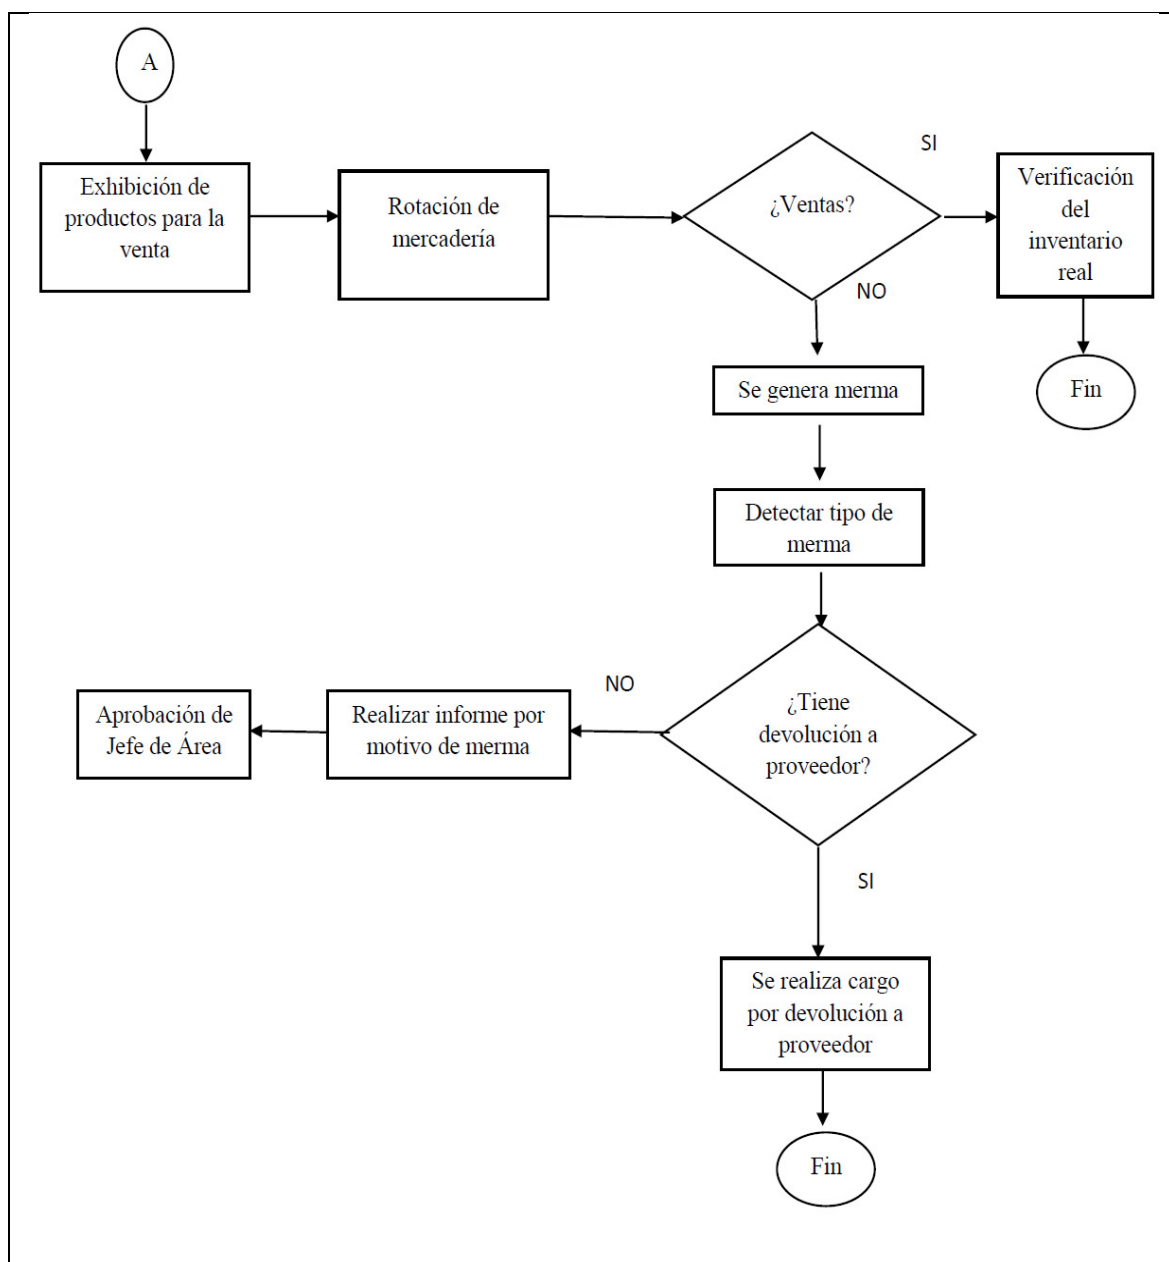 A
Exhibición de
productos para la
venta
Rotación de
mercadería
¿Ventas?
SI
Verificación
del
inventario
real
NO
Fin
Se genera merma
Detectar tipo de
merma
¿Tiene
devolución a
proveedor?
NO
Realizar informe por
motivo de merma
Aprobación de
Jefe de Área
SI
Se realiza cargo
por devolución a
proveedor
Fin